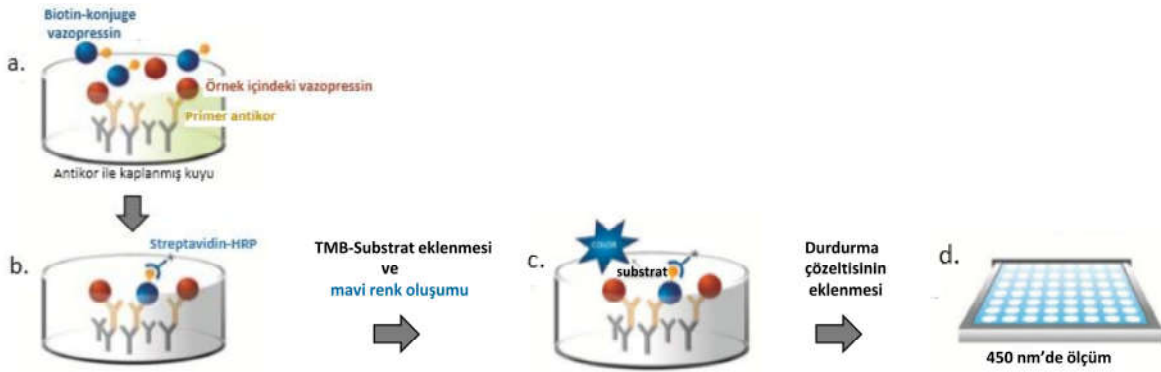 Biotin-konjuge
vazopressin
a.
Örnek içindeki vazopressin
Primer antikor
Antikor ile kaplanmış kuyu
b.
Streptavidin-HRP
TMB-Substrat eklenmesi
ve
mavi renk oluşumu
c.
COLOR
substrat
Durdurma
çözeltisinin
eklenmesi
d.
450 nm’de ölçüm